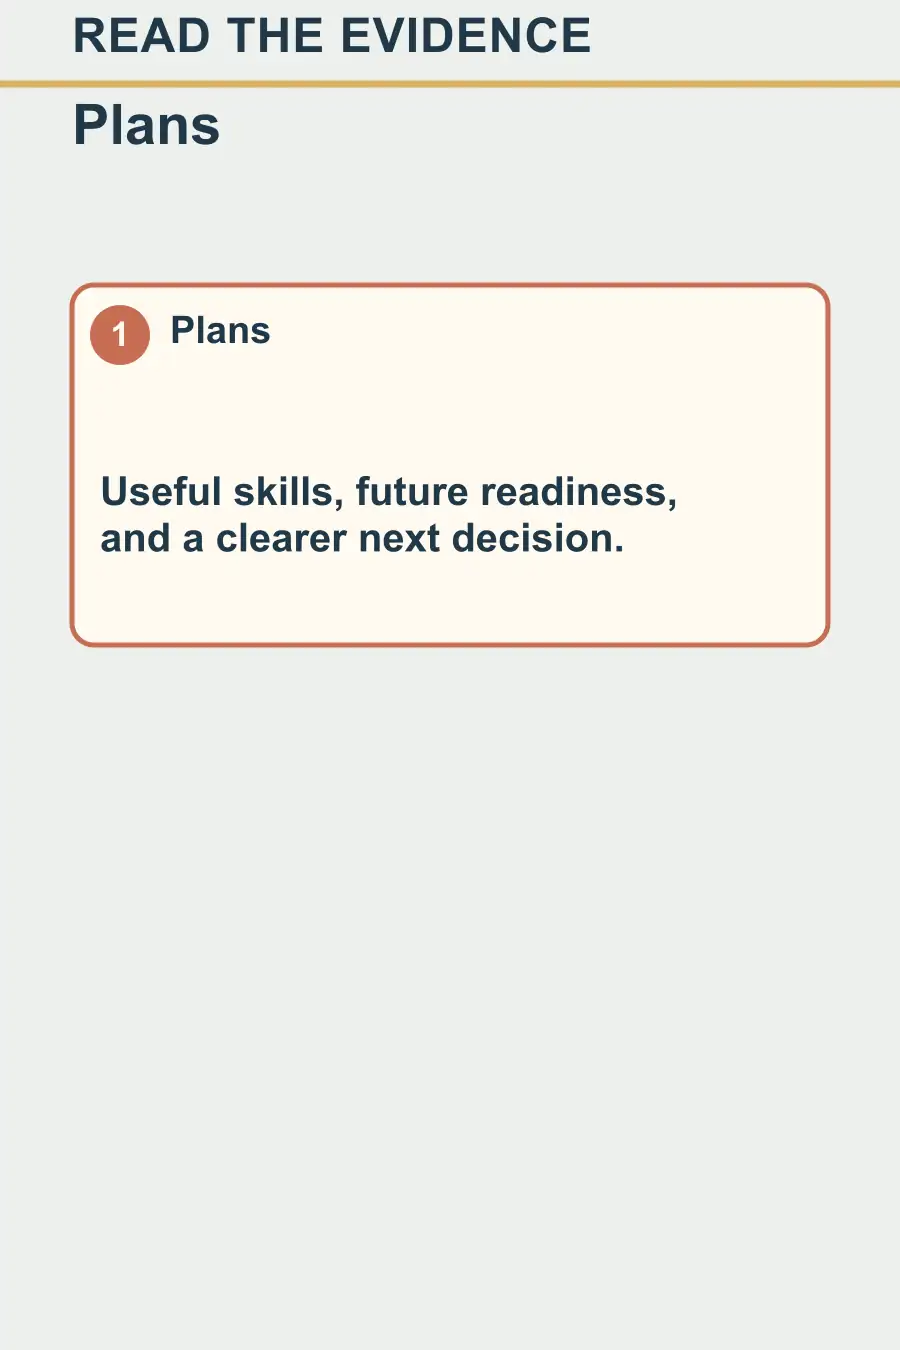 READ THE EVIDENCE
Plans
1 Plans
Useful skills, future readiness,
and a clearer next decision.